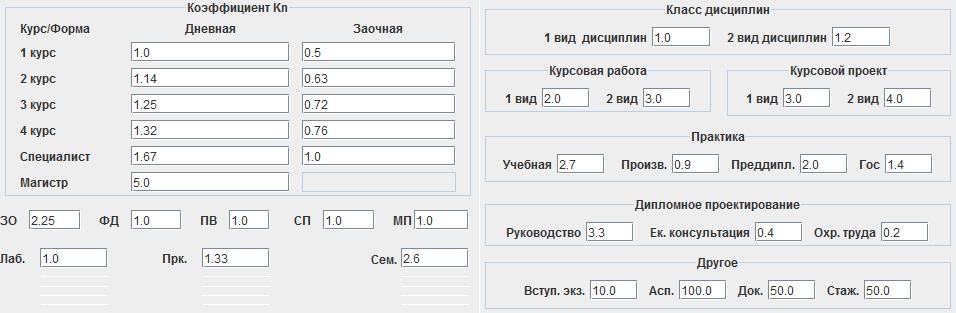 Коэффициент Кп
Курс/Форма Дневная Заочная
1 курс 1.0 0.5
2 курс 1.14 0.63
3 курс 1.25 0.72
4 курс 1.32 0.76
Специалист 1.67 1.0
Магистр 5.0
ЗО 2.25 ФД 1.0 ПВ 1.0 СП 1.0 МП 1.0
Лаб. 1.0 Прк. 1.33 Сем. 2.6
Класс дисциплин
1 вид дисциплин 1.0 2 вид дисциплин 1.2
Курсовая работа
1 вид 2.0 2 вид 3.0
Курсовой проект
1 вид 3.0 2 вид 4.0
Практика
Учебная 2.7 Произв. 0.9 Преддипл. 2.0 Гос 1.4
Дипломное проектирование
Руководство 3.3 Ек. консультация 0.4 Охр. труда 0.2
Другое
Вступ. экз. 10.0 Асп. 100.0 Док. 50.0 Стаж. 50.0